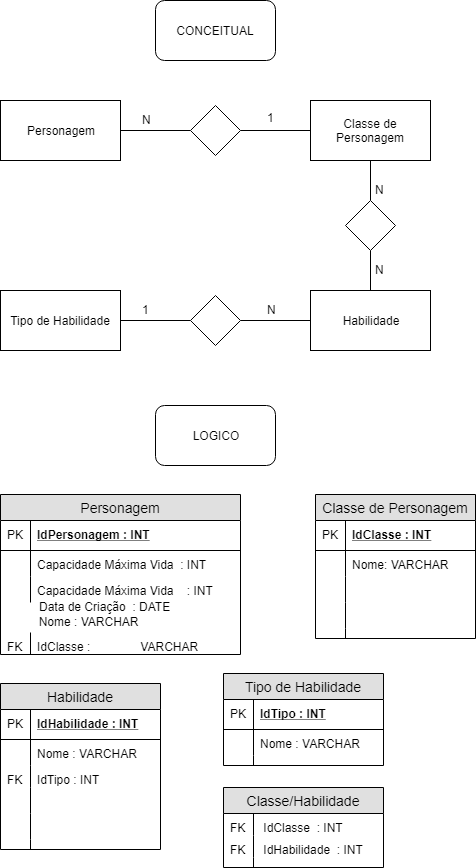 CONCEITUAL
Personagem
N
1
Classe de
Personagem
N
N
Tipo de Habilidade
1
N
Habilidade
LOGICO
Personagem
PK IdPersonagem : INT
Capacidade Máxima Vida : INT
Capacidade Máxima Vida : INT
Data de Criação : DATE
Nome : VARCHAR
FK IdClasse : VARCHAR
Classe de Personagem
PK IdClasse : INT
Nome: VARCHAR
Habilidade
PK IdHabilidade : INT
Nome : VARCHAR
FK IdTipo : INT
Tipo de Habilidade
PK IdTipo : INT
Nome : VARCHAR
Classe/Habilidade
FK IdClasse : INT
FK IdHabilidade : INT